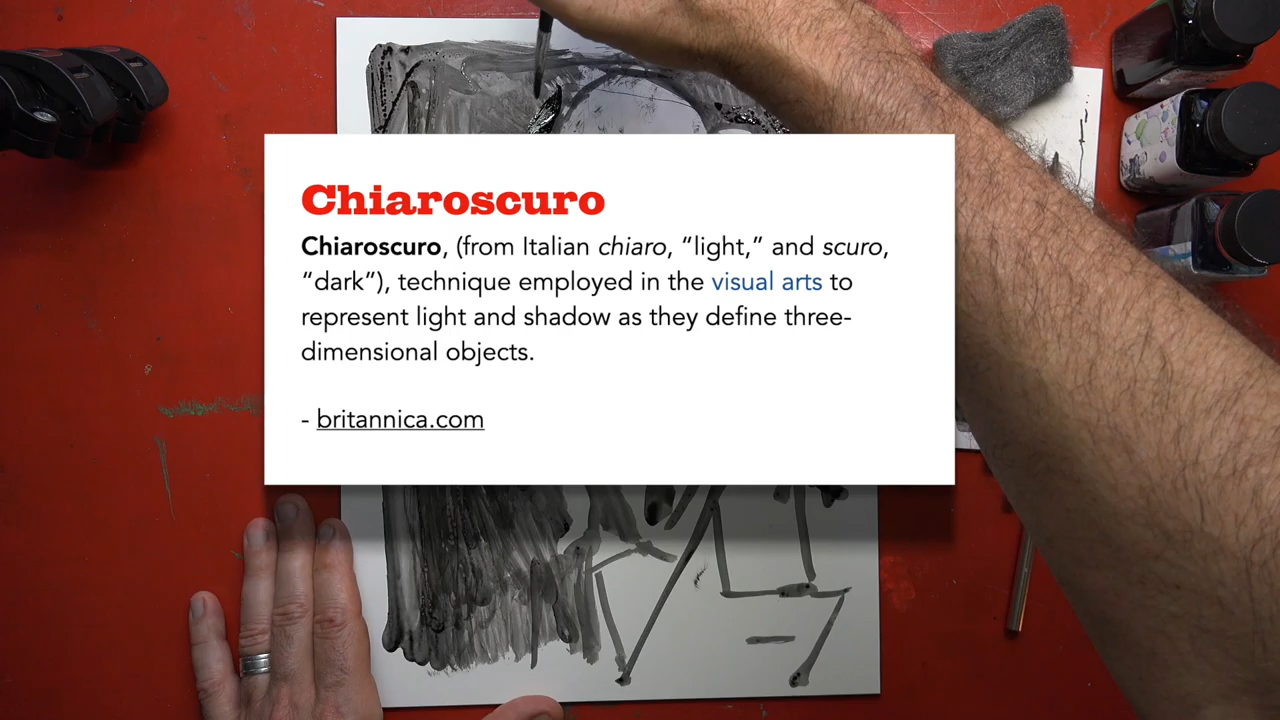 Chiaroscuro
Chiaroscuro, (from Italian chiaro, “light,” and scuro,
“dark”), technique employed in the visual arts to
represent light and shadow as they define three-
dimensional objects.
- britannica.com